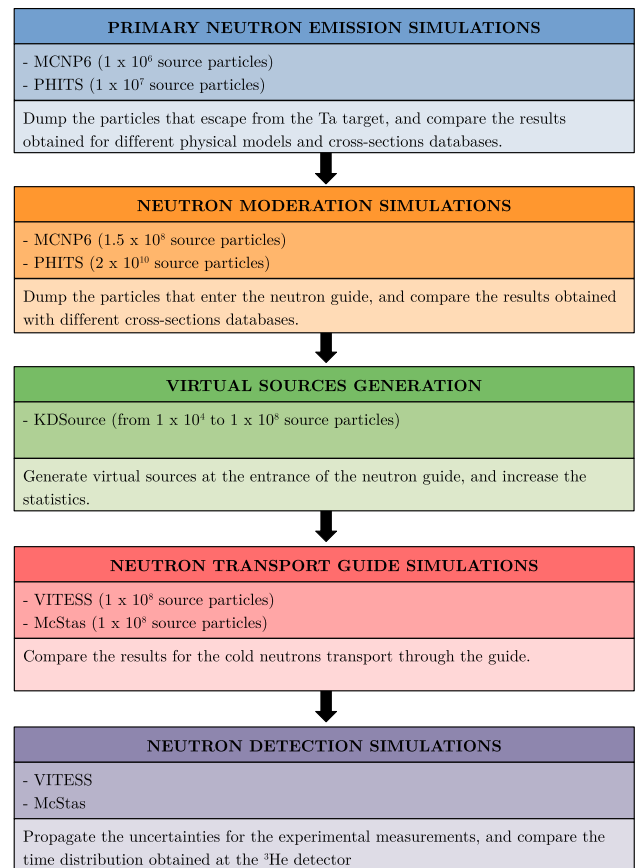 PRIMARY NEUTRON EMISSION SIMULATIONS
- MCNP6 (1 x 10⁶ source particles)
- PHITS (1 x 10⁷ source particles)
Dump the particles that escape from the Ta target, and compare the results
obtained for different physical models and cross-sections databases.
NEUTRON MODERATION SIMULATIONS
- MCNP6 (1.5 x 10⁸ source particles)
- PHITS (2 x 10¹⁰ source particles)
Dump the particles that enter the neutron guide, and compare the results obtained
with different cross-sections databases.
VIRTUAL SOURCES GENERATION
- KDSource (from 1 x 10⁴ to 1 x 10⁸ source particles)
Generate virtual sources at the entrance of the neutron guide, and increase the
statistics.
NEUTRON TRANSPORT GUIDE SIMULATIONS
- VITESS (1 x 10⁸ source particles)
- McStas (1 x 10⁸ source particles)
Compare the results for the cold neutrons transport through the guide.
NEUTRON DETECTION SIMULATIONS
- VITESS
- McStas
Propagate the uncertainties for the experimental measurements, and compare the
time distribution obtained at the ³He detector